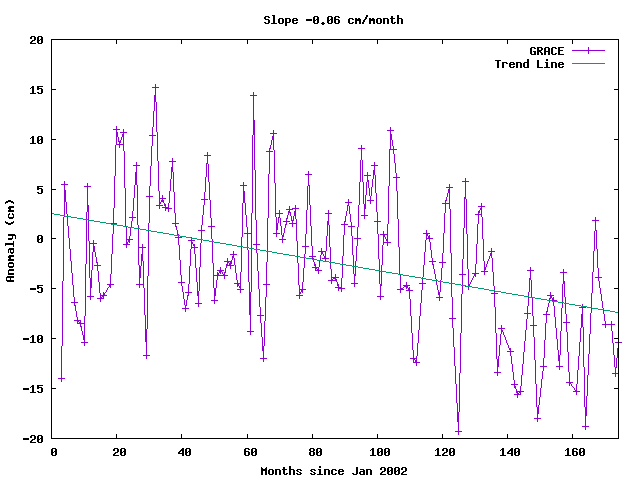 Slope -0.06 cm/month
GRACE
Trend Line
Anomaly (cm)
20
15
10
5
0
-5
-10
-15
-20
0 20 40 60 80 100 120 140 160
Months since Jan 2002